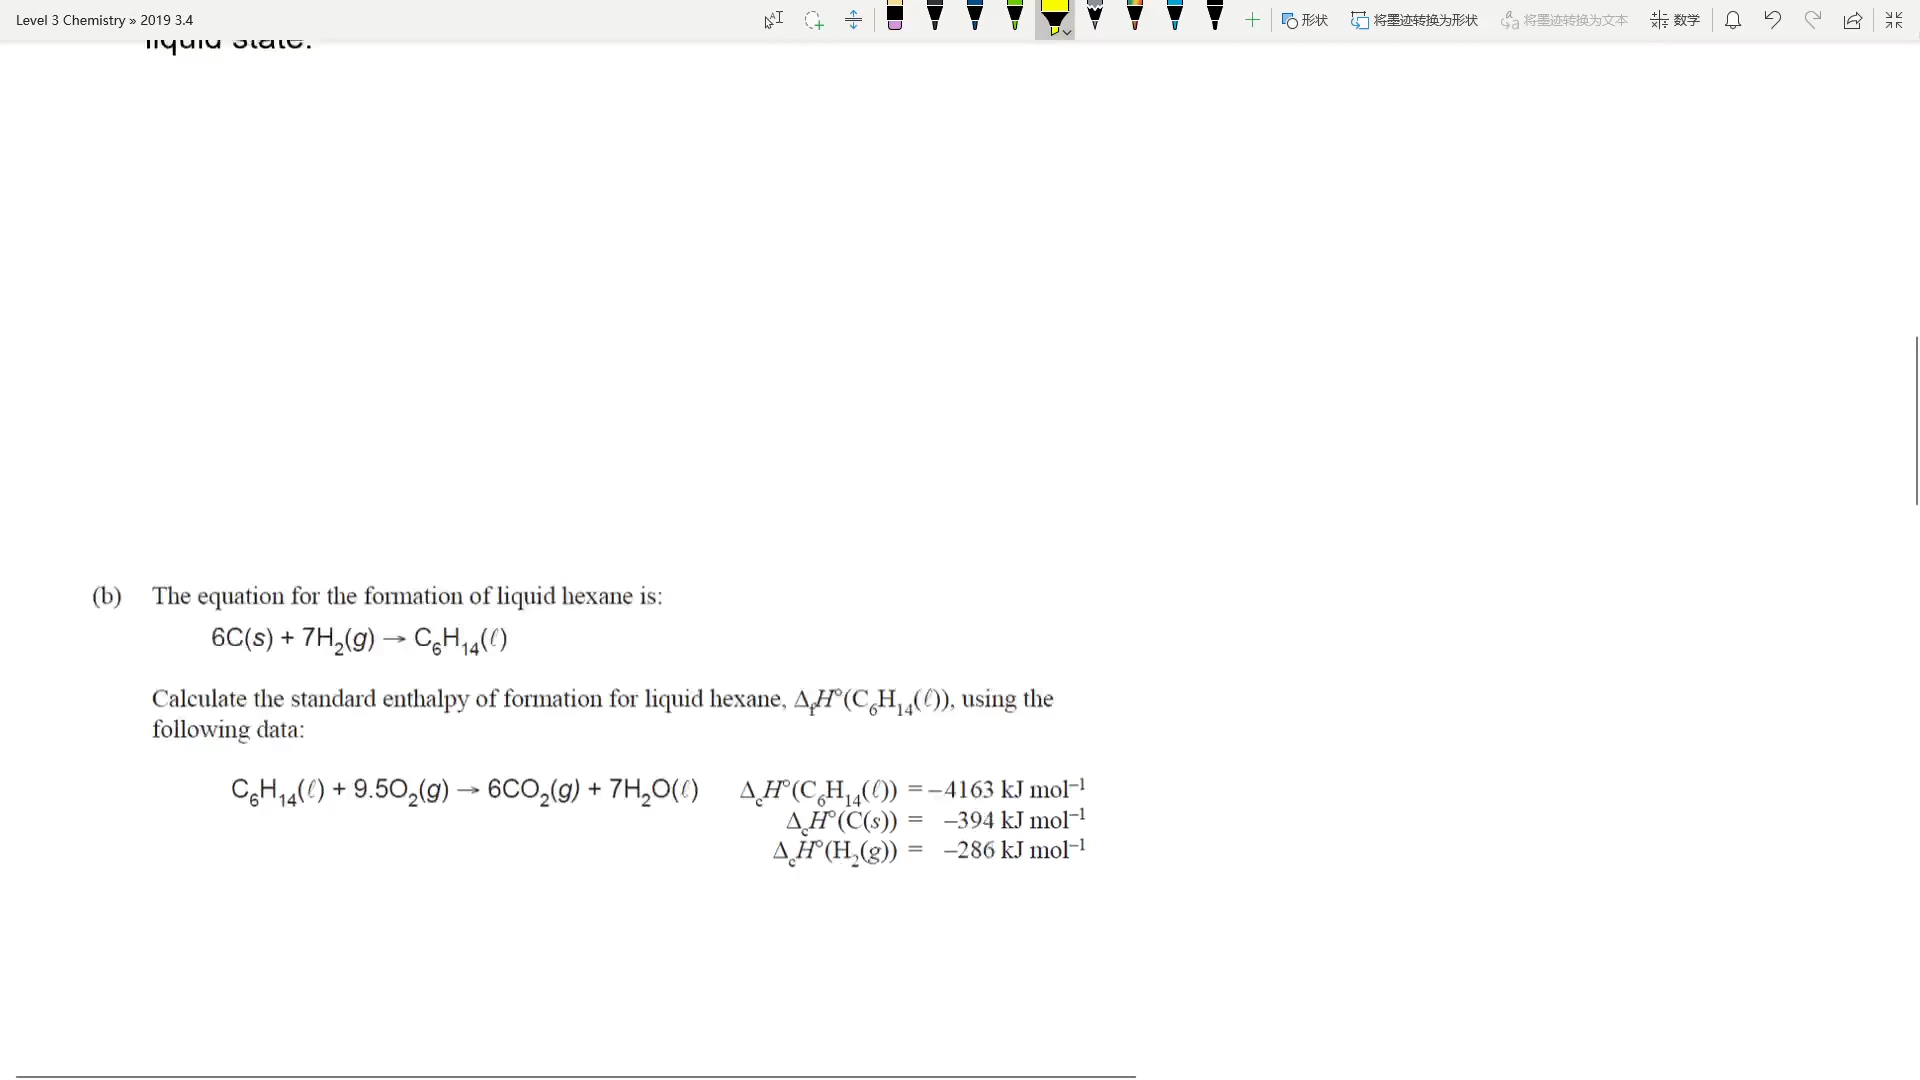 Level 3 Chemistry » 2019 3.4
形状
将墨迹转换为形状
将墨迹转换为文本
数学
liquid state.
(b) The equation for the formation of liquid hexane is:
6C(s) + 7H₂(g) → C₆H₁₄(ℓ)
Calculate the standard enthalpy of formation for liquid hexane, ΔfH°(C₆H₁₄(ℓ)), using the
following data:
C₆H₁₄(ℓ) + 9.5O₂(g) → 6CO₂(g) + 7H₂O(ℓ) ΔcH°(C₆H₁₄(ℓ)) = –4163 kJ mol⁻¹
ΔcH°(C(s)) = –394 kJ mol⁻¹
ΔcH°(H₂(g)) = –286 kJ mol⁻¹